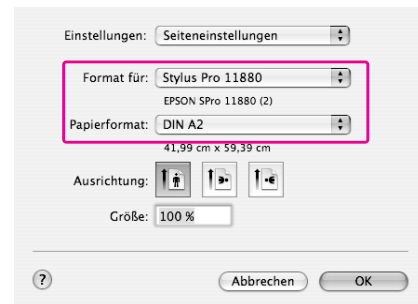 Einstellungen: Seiteneinstellungen
Format für: Stylus Pro 11880
EPSON SPro 11880 (2)
Papierformat: DIN A2
41,99 cm x 59,39 cm
Ausrichtung:
Größe: 100 %
? Abbrechen OK